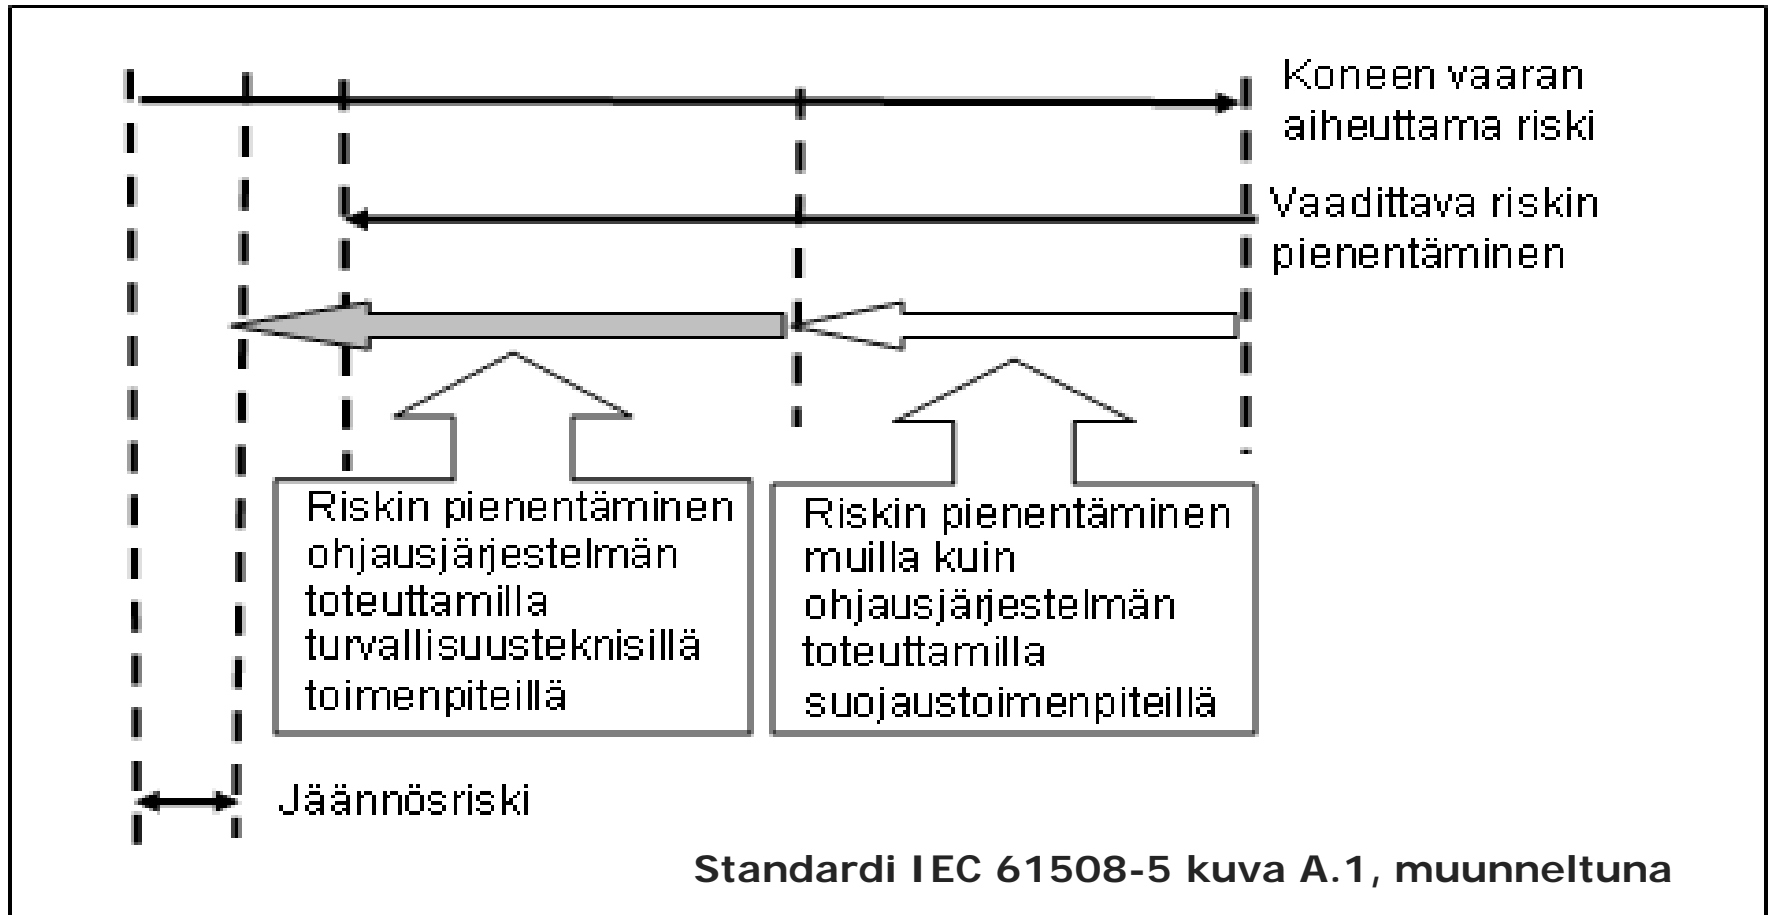 Koneen vaaran
aiheuttama riski
Vaadittava riskin
pienentäminen
Riskin pienentäminen
ohjausjärjestelmän
toteuttamilla
turvallisuusteknisillä
toimenpiteillä
Riskin pienentäminen
muilla kuin
ohjausjärjestelmän
toteuttamilla
suojaustoimenpiteillä
Jäännösriski
Standardi IEC 61508-5 kuva A.1, muunneltuna